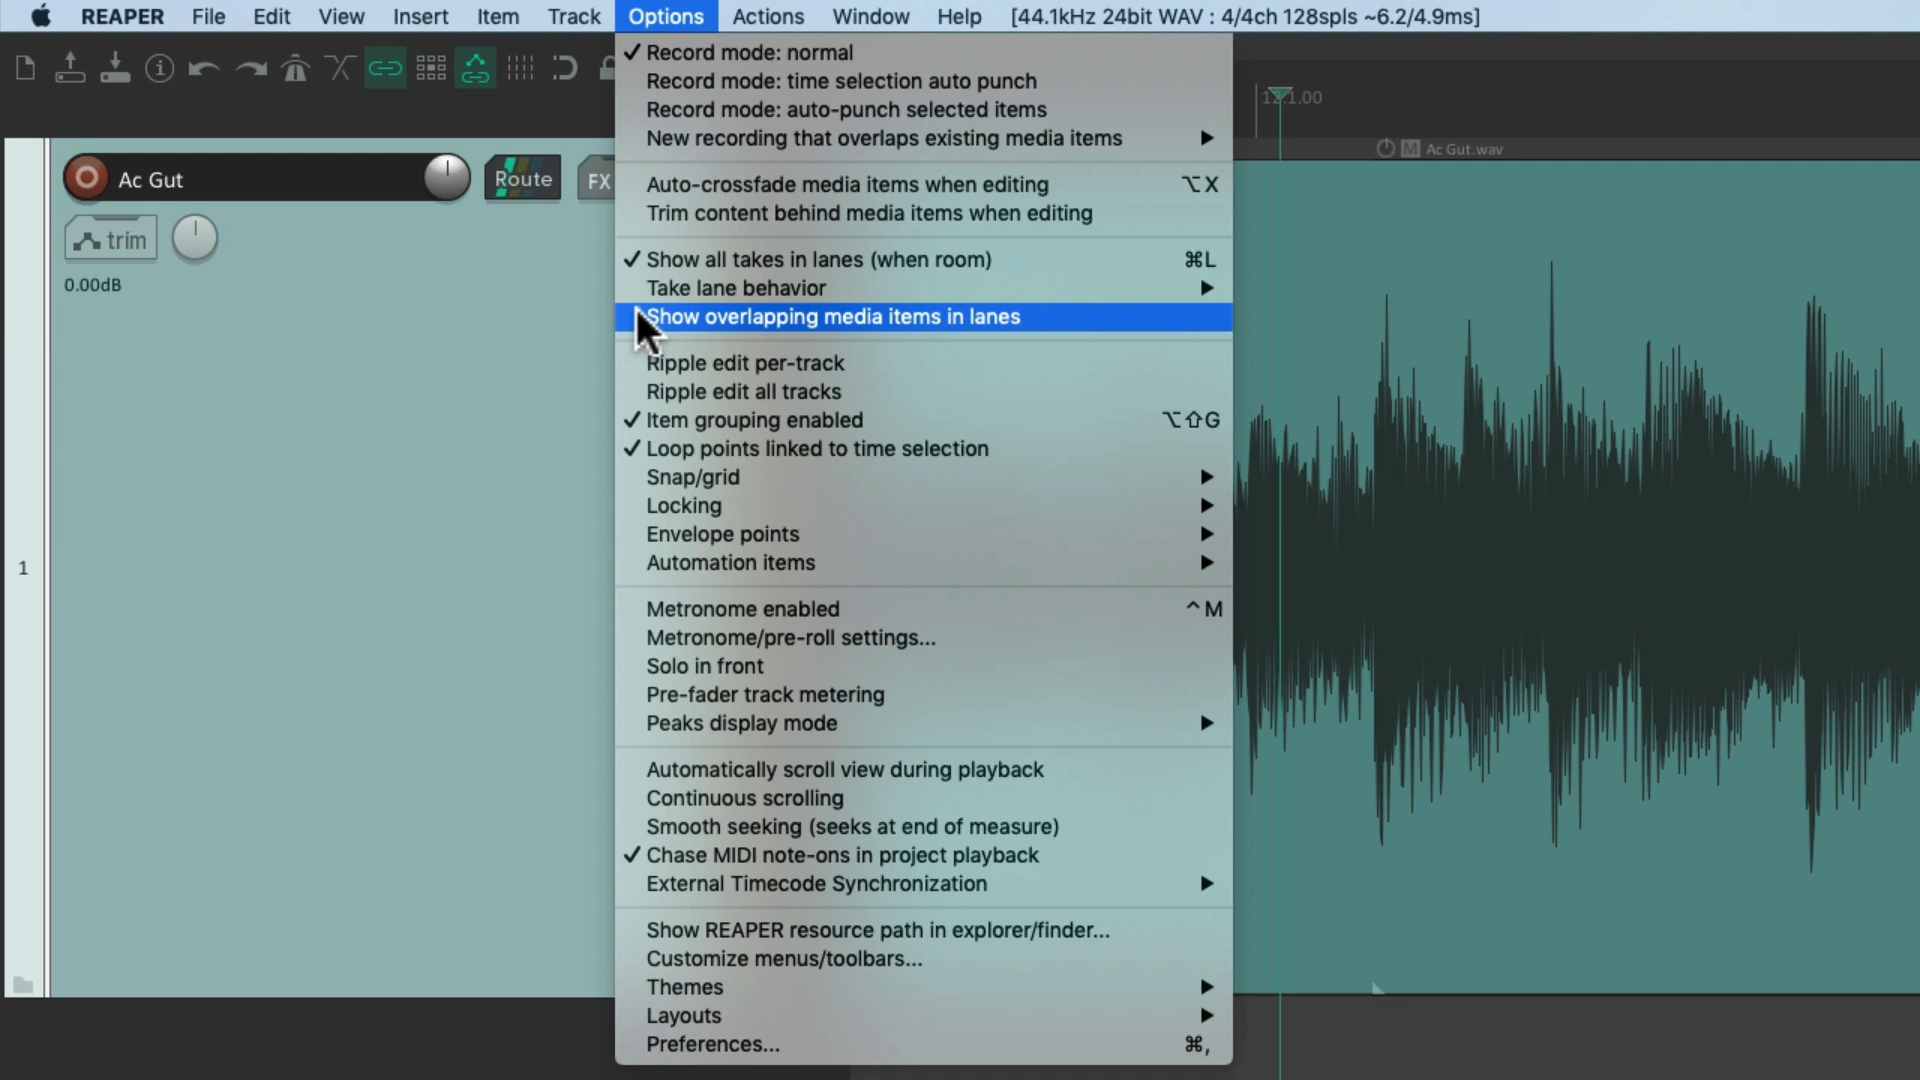 REAPER File Edit View Insert Item Track Options Actions Window Help [44.1kHz 24bit WAV : 4/4ch 128spls ~6.2/4.9ms]
Ac Gut
Route
FX
trim
0.00dB
1
✓ Record mode: normal
Record mode: time selection auto punch
Record mode: auto-punch selected items
New recording that overlaps existing media items
Auto-crossfade media items when editing ⌥X
Trim content behind media items when editing
✓ Show all takes in lanes (when room) ⌘L
Take lane behavior
Show overlapping media items in lanes
Ripple edit per-track
Ripple edit all tracks
✓ Item grouping enabled ⌥⇧G
✓ Loop points linked to time selection
Snap/grid
Locking
Envelope points
Automation items
Metronome enabled ^M
Metronome/pre-roll settings...
Solo in front
Pre-fader track metering
Peaks display mode
Automatically scroll view during playback
Continuous scrolling
Smooth seeking (seeks at end of measure)
✓ Chase MIDI note-ons in project playback
External Timecode Synchronization
Show REAPER resource path in explorer/finder...
Customize menus/toolbars...
Themes
Layouts
Preferences... ⌘,
12.1.00
M Ac Gut.wav